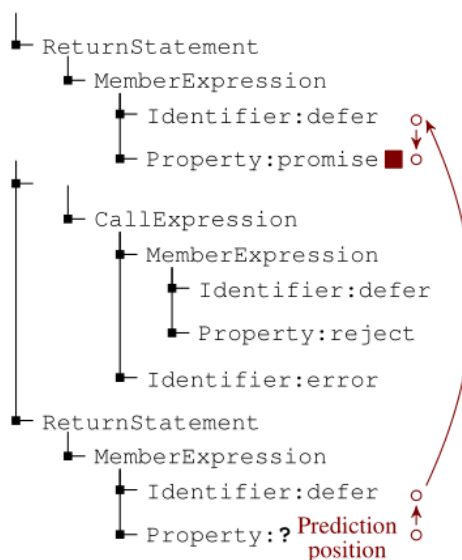 ReturnStatement
MemberExpression
Identifier:defer
Property:promise
CallExpression
MemberExpression
Identifier:defer
Property:reject
Identifier:error
ReturnStatement
MemberExpression
Identifier:defer
Property:? Prediction
position